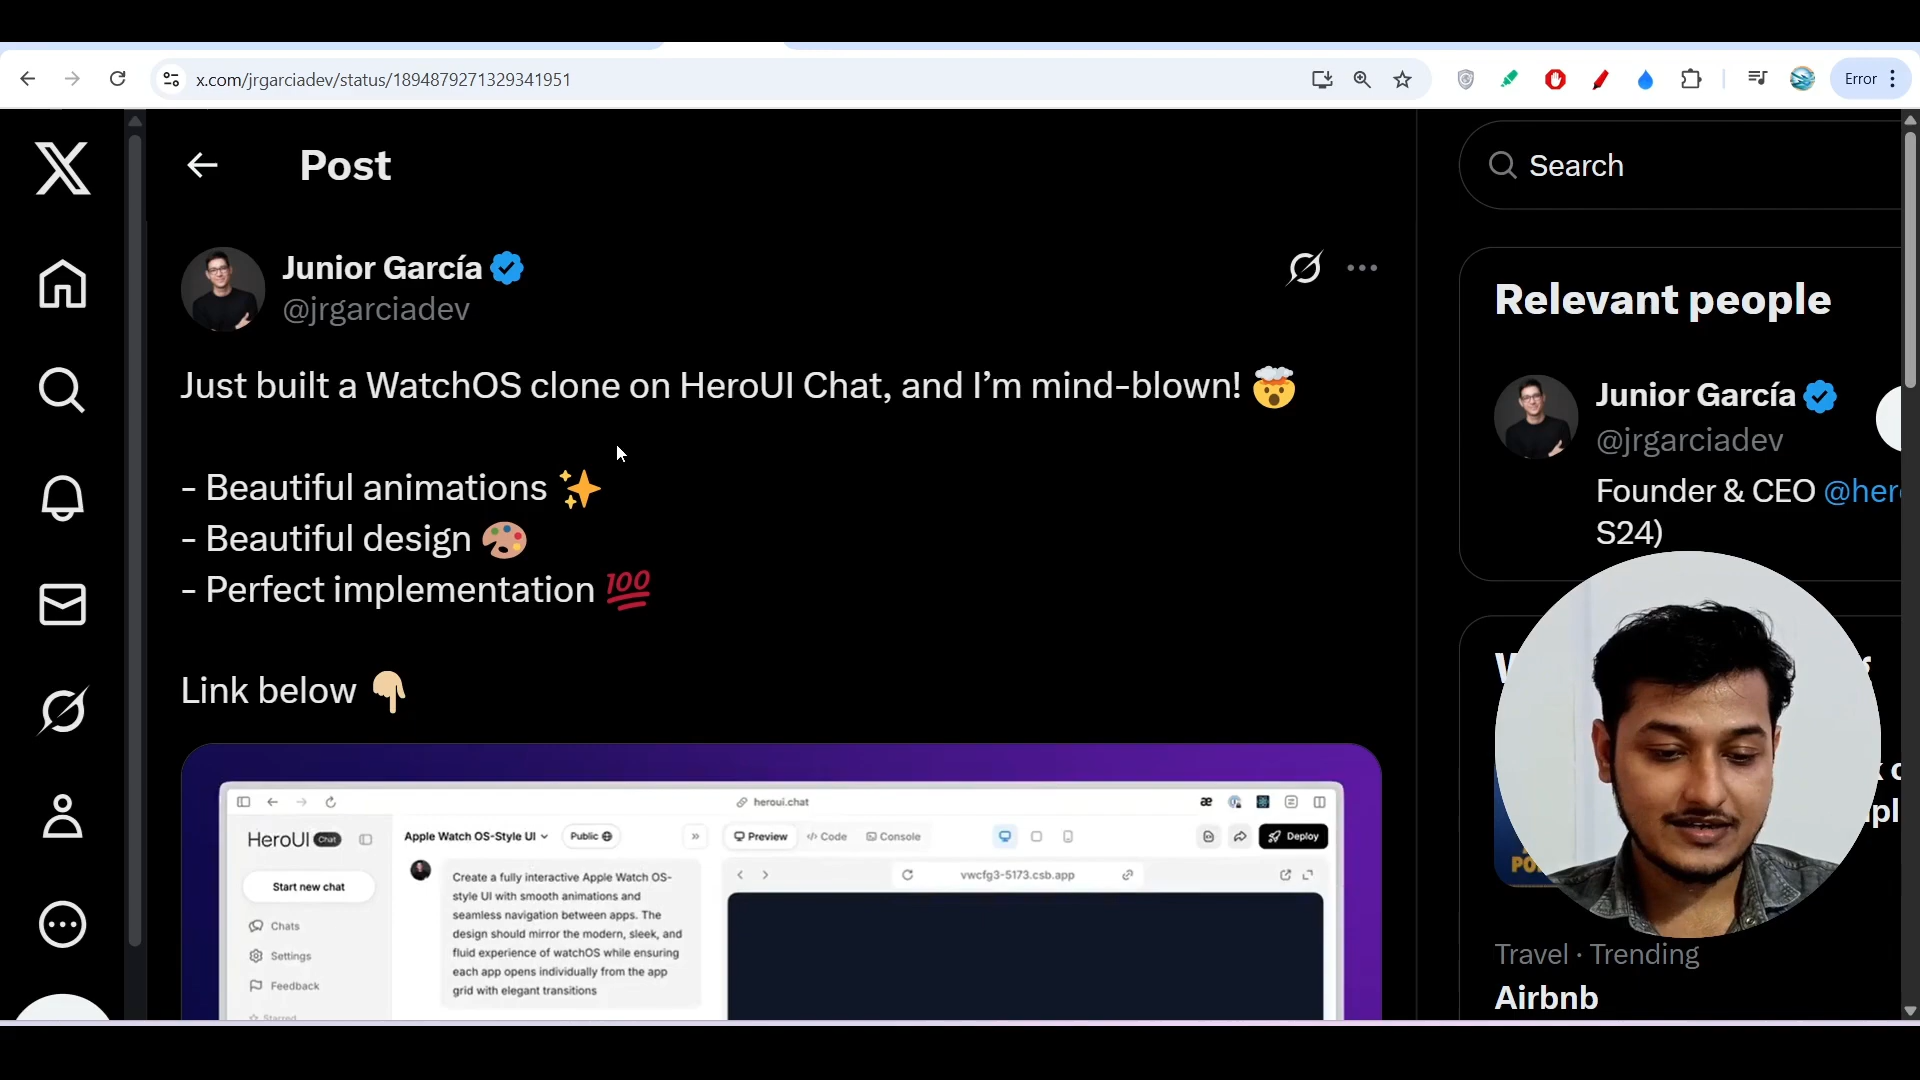 x.com/jrgarciadev/status/1894879271329341951
Error
Post
Search
Junior García
@jrgarciadev
Just built a WatchOS clone on HeroUI Chat, and I’m mind-blown! 🤯
- Beautiful animations ✨
- Beautiful design 🎨
- Perfect implementation 💯
Link below 👇🏼
heroui.chat
HeroUI Chat
Apple Watch OS-Style UI
Public
Preview
Code
Console
Deploy
Start new chat
Chats
Settings
Feedback
Starred
Create a fully interactive Apple Watch OS-
style UI with smooth animations and
seamless navigation between apps. The
design should mirror the modern, sleek, and
fluid experience of watchOS while ensuring
each app opens individually from the app
grid with elegant transitions
vwcfg3-5173.csb.app
Relevant people
Junior García
@jrgarciadev
Founder & CEO @her
S24)
Travel · Trending
Airbnb